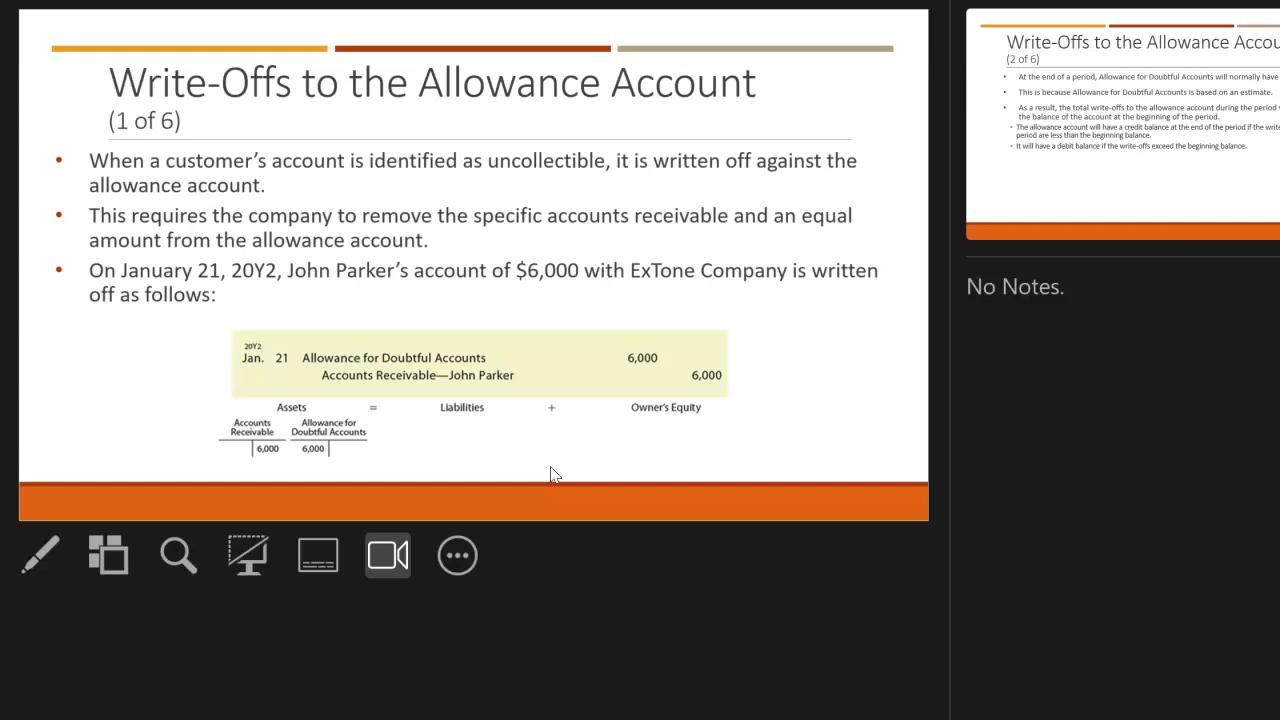 Write-Offs to the Allowance Account
(1 of 6)
• When a customer's account is identified as uncollectible, it is written off against the
allowance account.
• This requires the company to remove the specific accounts receivable and an equal
amount from the allowance account.
• On January 21, 20Y2, John Parker's account of $6,000 with ExTone Company is written
off as follows:
20Y2
Jan. 21 Allowance for Doubtful Accounts 6,000
Accounts Receivable—John Parker 6,000
Assets = Liabilities + Owner's Equity
Accounts Allowance for
Receivable Doubtful Accounts
6,000 6,000
Write-Offs to the Allowance Accou
(2 of 6)
• At the end of a period, Allowance for Doubtful Accounts will normally have
• This is because Allowance for Doubtful Accounts is based on an estimate.
• As a result, the total write-offs to the allowance account during the period
the balance of the account at the beginning of the period.
• The allowance account will have a credit balance at the end of the period if the write
period are less than the beginning balance.
• It will have a debit balance if the write-offs exceed the beginning balance.
No Notes.